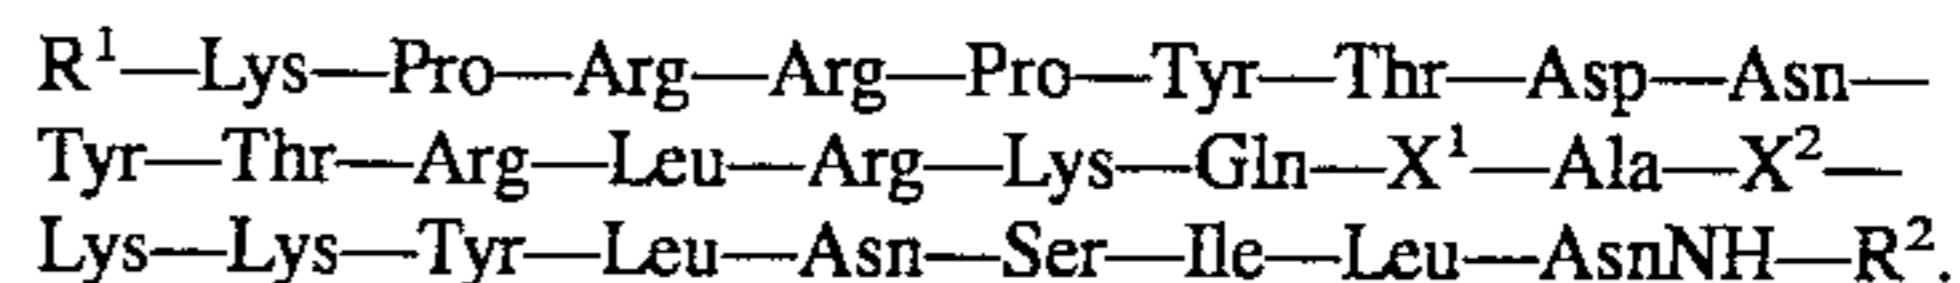 R¹—Lys—Pro—Arg—Arg—Pro—Tyr—Thr—Asp—Asn—
Tyr—Thr—Arg—Leu—Arg—Lys—Gln—X¹—Ala—X²—
Lys—Lys—Tyr—Leu—Asn—Ser—Ile—Leu—AsnNH—R².